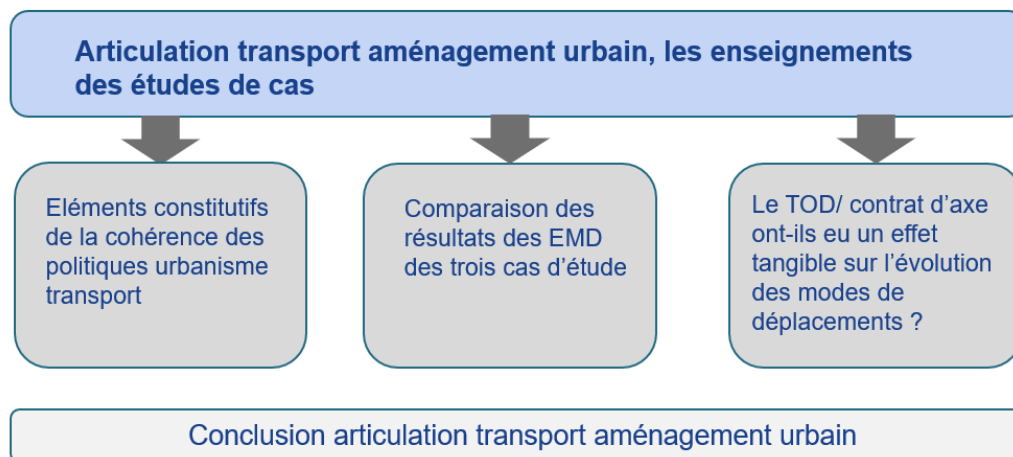 Articulation transport aménagement urbain, les enseignements
des études de cas
Eléments constitutifs
de la cohérence des
politiques urbanisme
transport
Comparaison des
résultats des EMD
des trois cas d'étude
Le TOD/ contrat d'axe
ont-ils eu un effet
tangible sur l'évolution
des modes de
déplacements ?
Conclusion articulation transport aménagement urbain